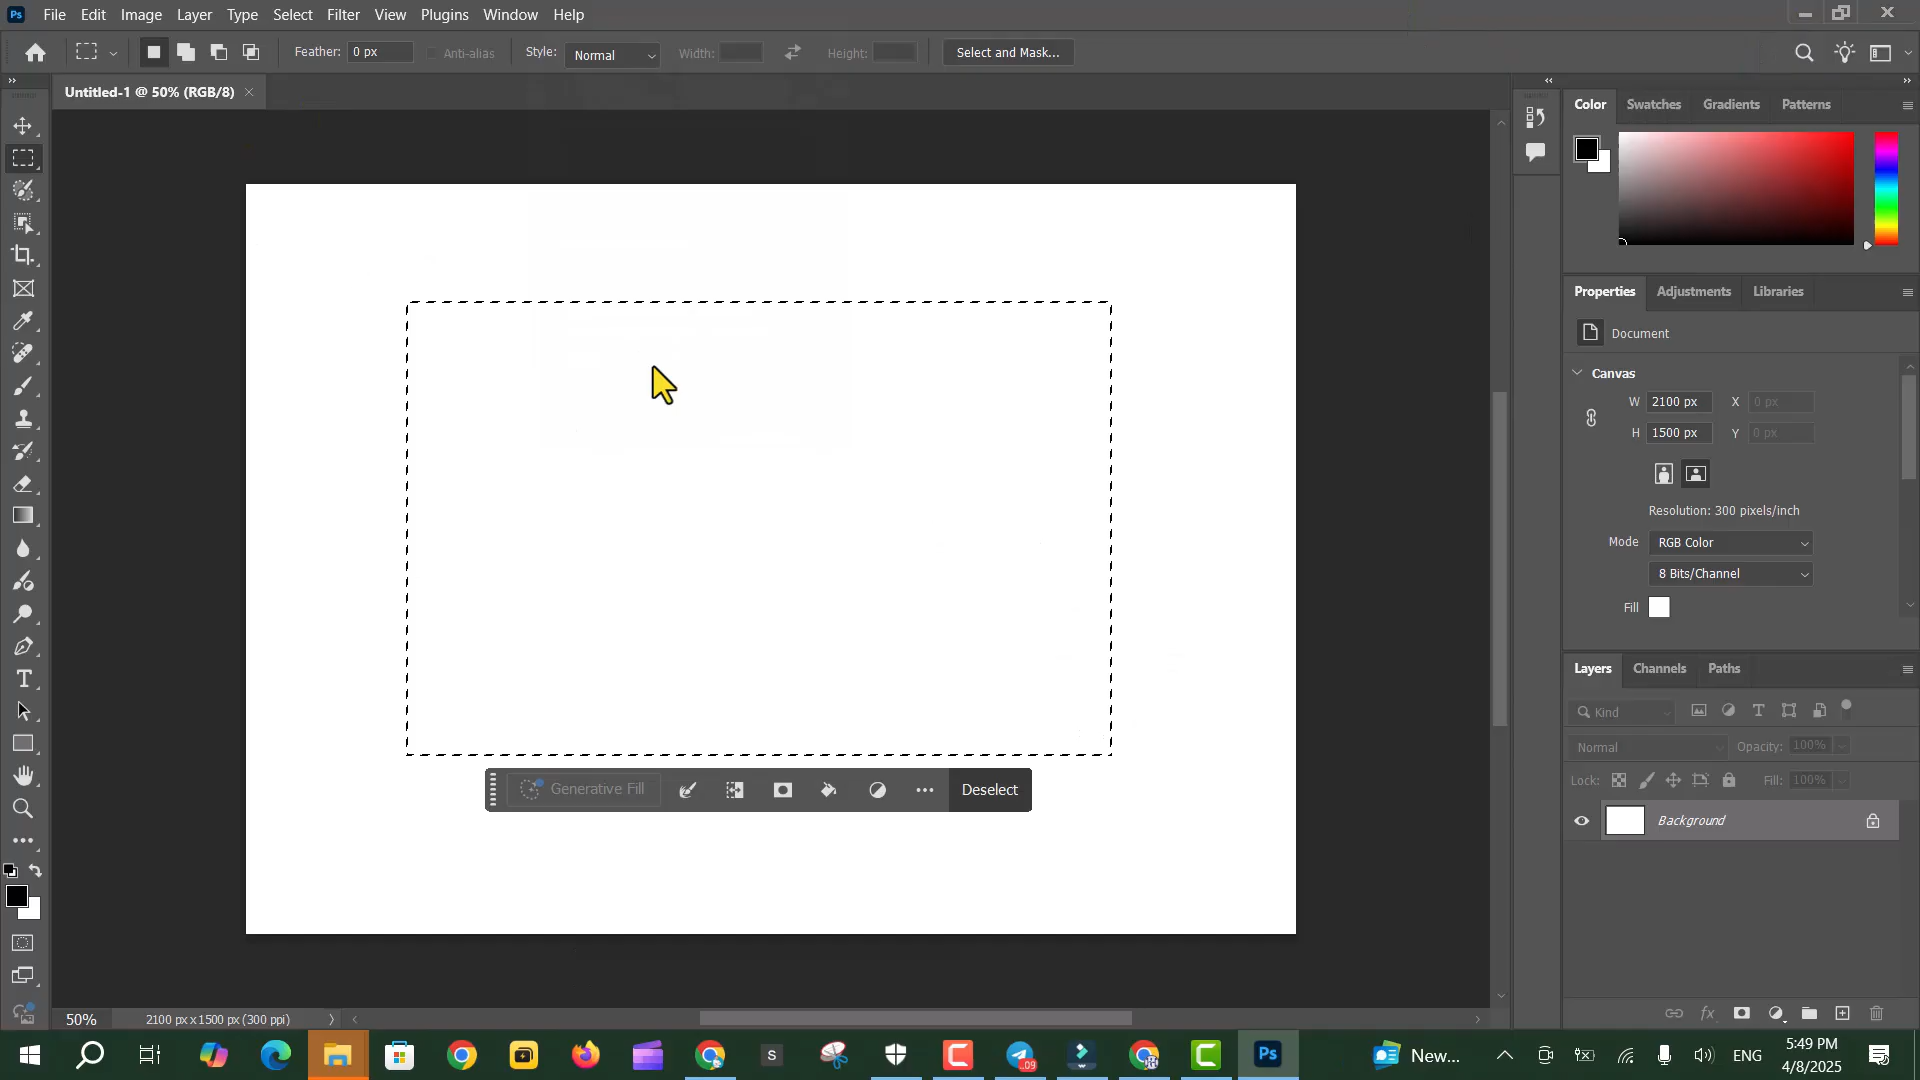 Ps File Edit Image Layer Type Select Filter View Plugins Window Help
Feather: 0 px Anti-alias Style: Normal Width: Height: Select and Mask...
Untitled-1 @ 50% (RGB/8)
Color Swatches Gradients Patterns
Properties Adjustments Libraries
Document
Canvas
W 2100 px X 0 px
H 1500 px Y 0 px
Resolution: 300 pixels/inch
Mode RGB Color
8 Bits/Channel
Fill
Layers Channels Paths
Kind
Normal Opacity: 100%
Lock: Fill: 100%
Background
Generative Fill Deselect
50% 2100 px x 1500 px (300 ppi)
S .09 Ps New... ENG 5:49 PM
4/8/2025